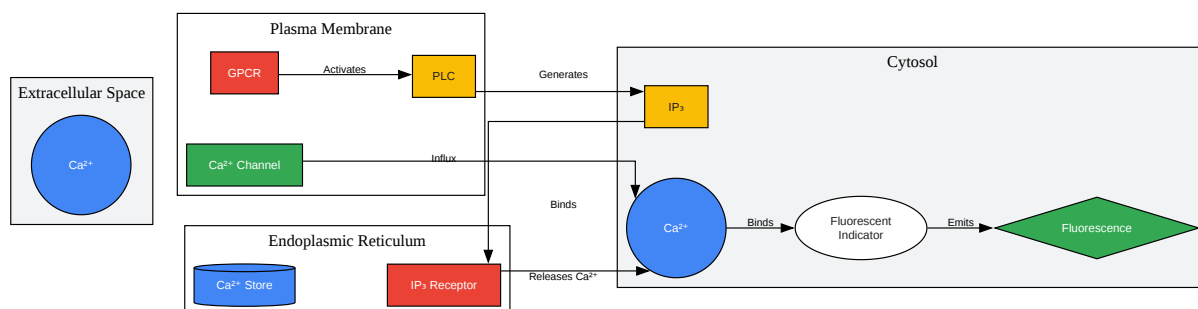 Plasma Membrane
GPCR
Activates
PLC
Generates
Cytosol
IP₃
Extracellular Space
Ca²⁺
Ca²⁺ Channel
Influx
Binds
Ca²⁺
Binds
Fluorescent
Indicator
Emits
Fluorescence
Endoplasmic Reticulum
Ca²⁺ Store
IP₃ Receptor
Releases Ca²⁺